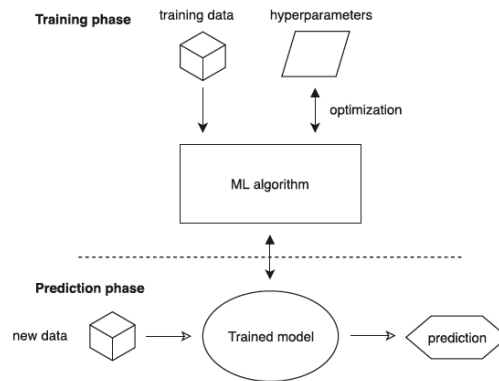 Training phase
training data
hyperparameters
optimization
ML algorithm
Prediction phase
new data
Trained model
prediction